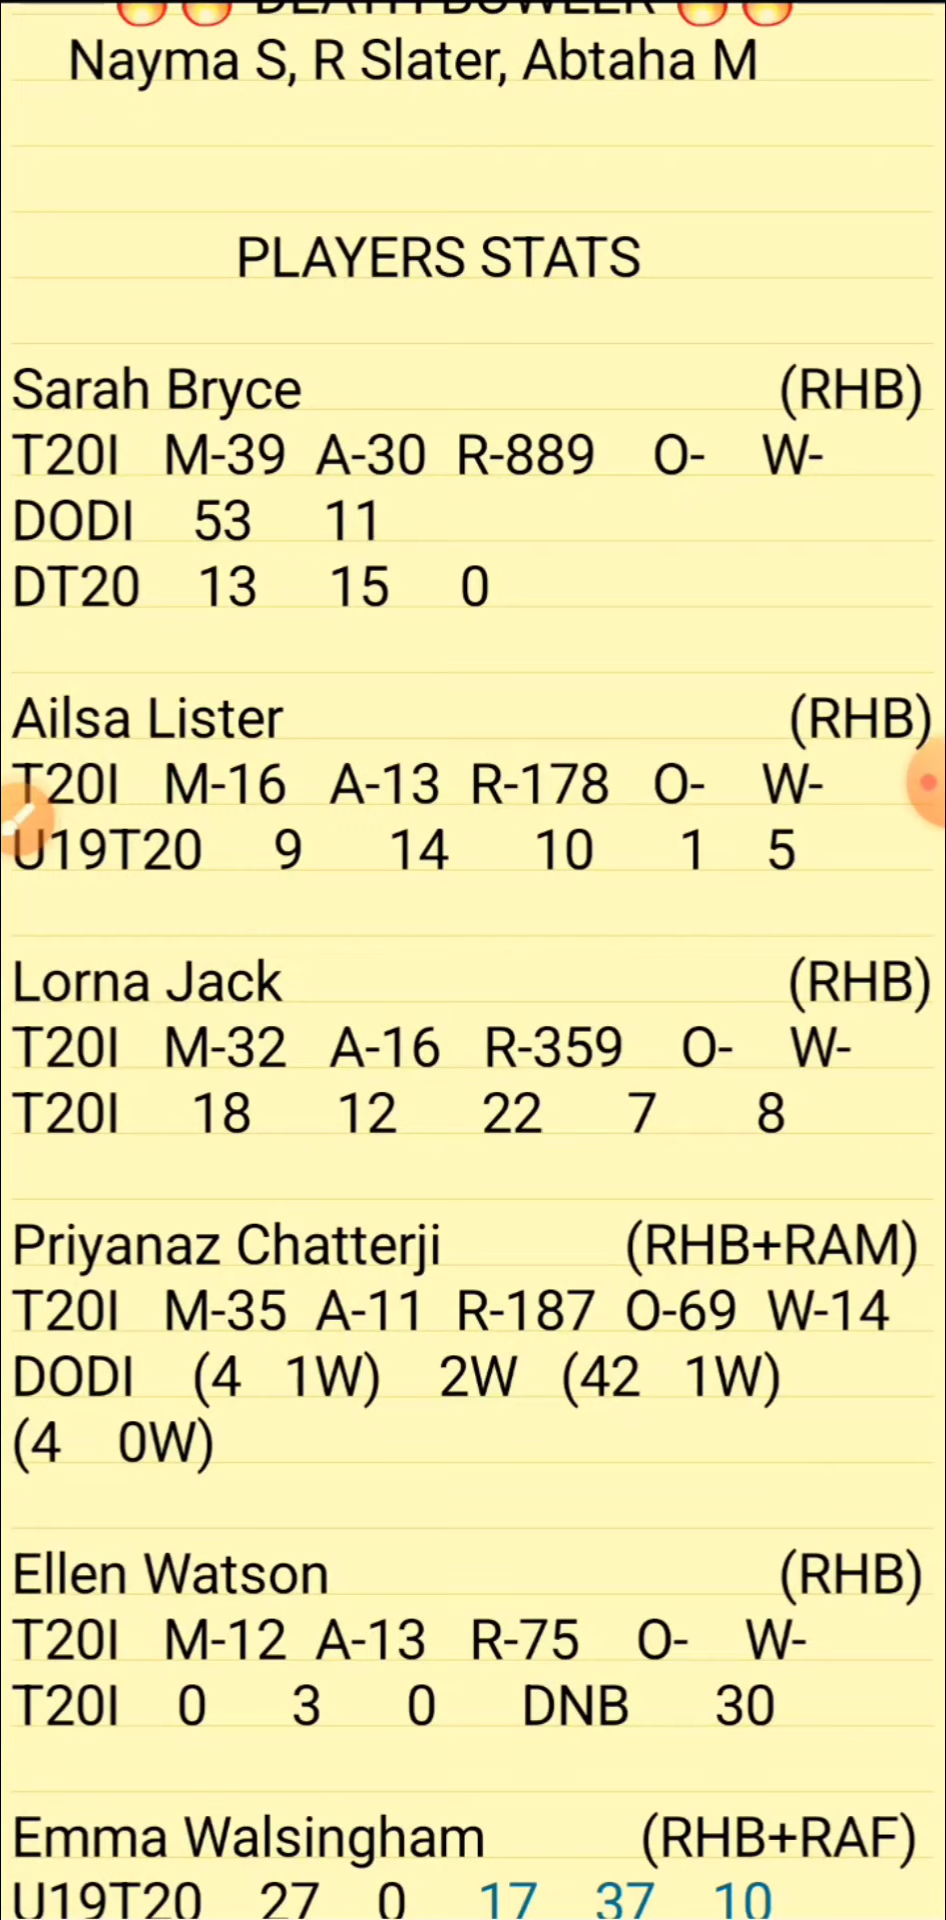 DEATH BOWLER
Nayma S, R Slater, Abtaha M
PLAYERS STATS
Sarah Bryce (RHB)
T20I M-39 A-30 R-889 O- W-
DODI 53 11
DT20 13 15 0
Ailsa Lister (RHB)
T20I M-16 A-13 R-178 O- W-
U19T20 9 14 10 1 5
Lorna Jack (RHB)
T20I M-32 A-16 R-359 O- W-
T20I 18 12 22 7 8
Priyanaz Chatterji (RHB+RAM)
T20I M-35 A-11 R-187 O-69 W-14
DODI (4 1W) 2W (42 1W)
(4 0W)
Ellen Watson (RHB)
T20I M-12 A-13 R-75 O- W-
T20I 0 3 0 DNB 30
Emma Walsingham (RHB+RAF)
U19T20 27 0 17 37 10